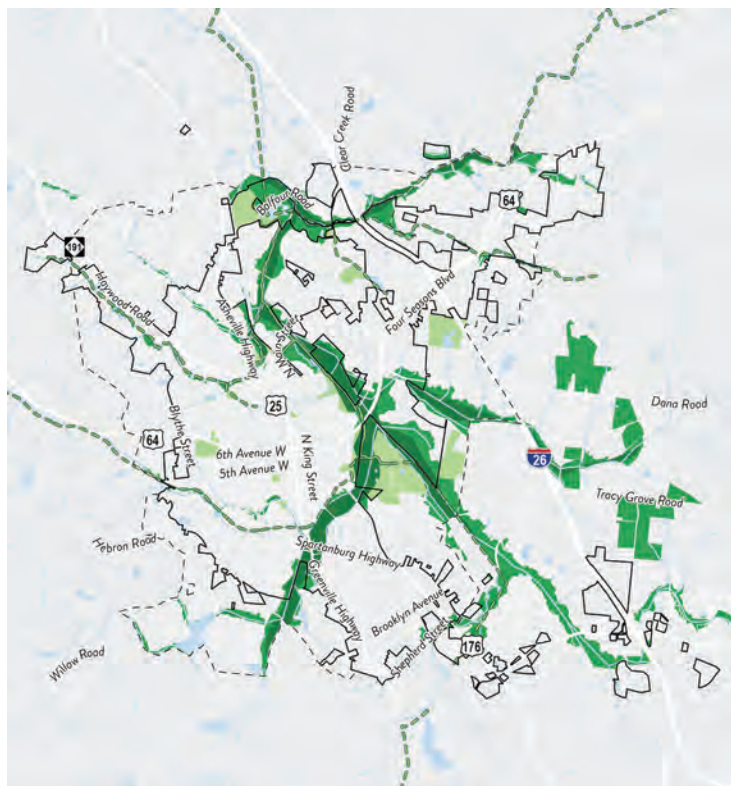 Clear Creek Road
Balfour Road
64
191
Haywood Road
Four Seasons Blvd
Asheville Highway
N Main Street
Dana Road
25
Blythe Street
64
6th Avenue W
5th Avenue W
N King Street
26
Tracy Grove Road
Hebron Road
Spartanburg Highway
Greenville Highway
Brooklyn Avenue
Shepherd Street
176
Willow Road